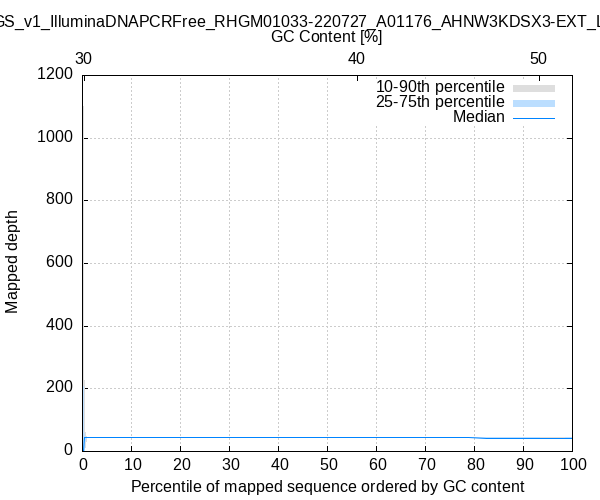 GS_v1_IlluminaDNAPCRFree_RHGM01033-220727_A01176_AHNW3KDSX3-EXT_L
GC Content [%]
30 40 50
1200
1000
800
600
400
200
0
Mapped depth
10-90th percentile
25-75th percentile
Median
0 10 20 30 40 50 60 70 80 90 100
Percentile of mapped sequence ordered by GC content